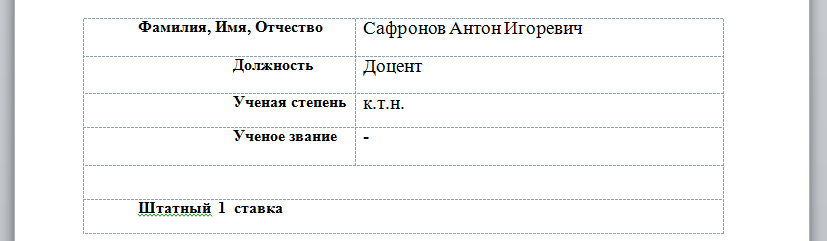 Фамилия, Имя, Отчество Сафронов Антон Игоревич
Должность Доцент
Ученая степень к.т.н.
Ученое звание -
Штатный 1 ставка